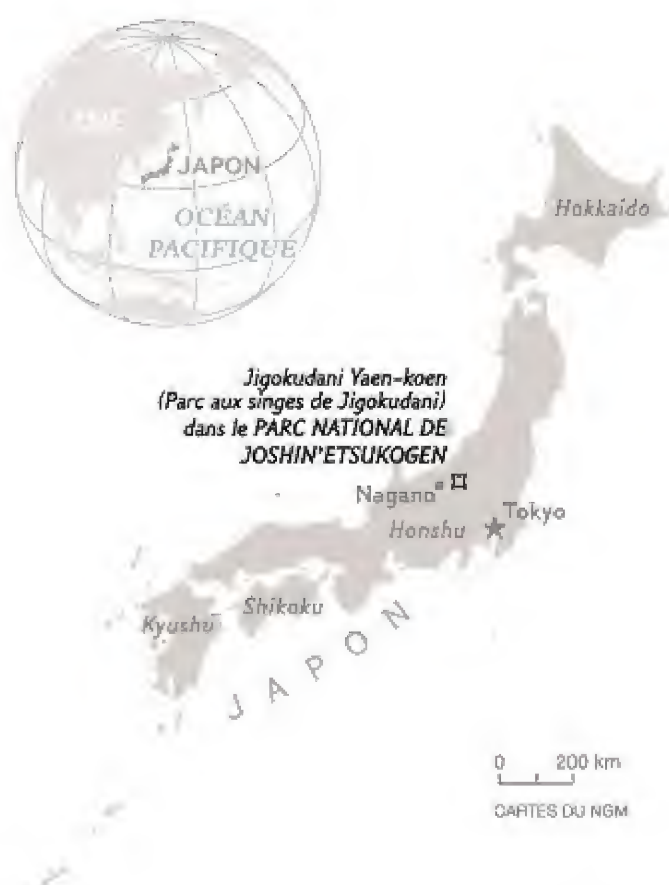 ASIE
JAPON
OCÉAN
PACIFIQUE
Hokkaido
Jigokudani Yaen-koen
(Parc aux singes de Jigokudani)
dans le PARC NATIONAL DE
JOSHIN'ETSUKOGEN
Nagano
Tokyo
Honshu
Shikoku
Kyushu
JAPON
0 200 km
CARTES DU NGM